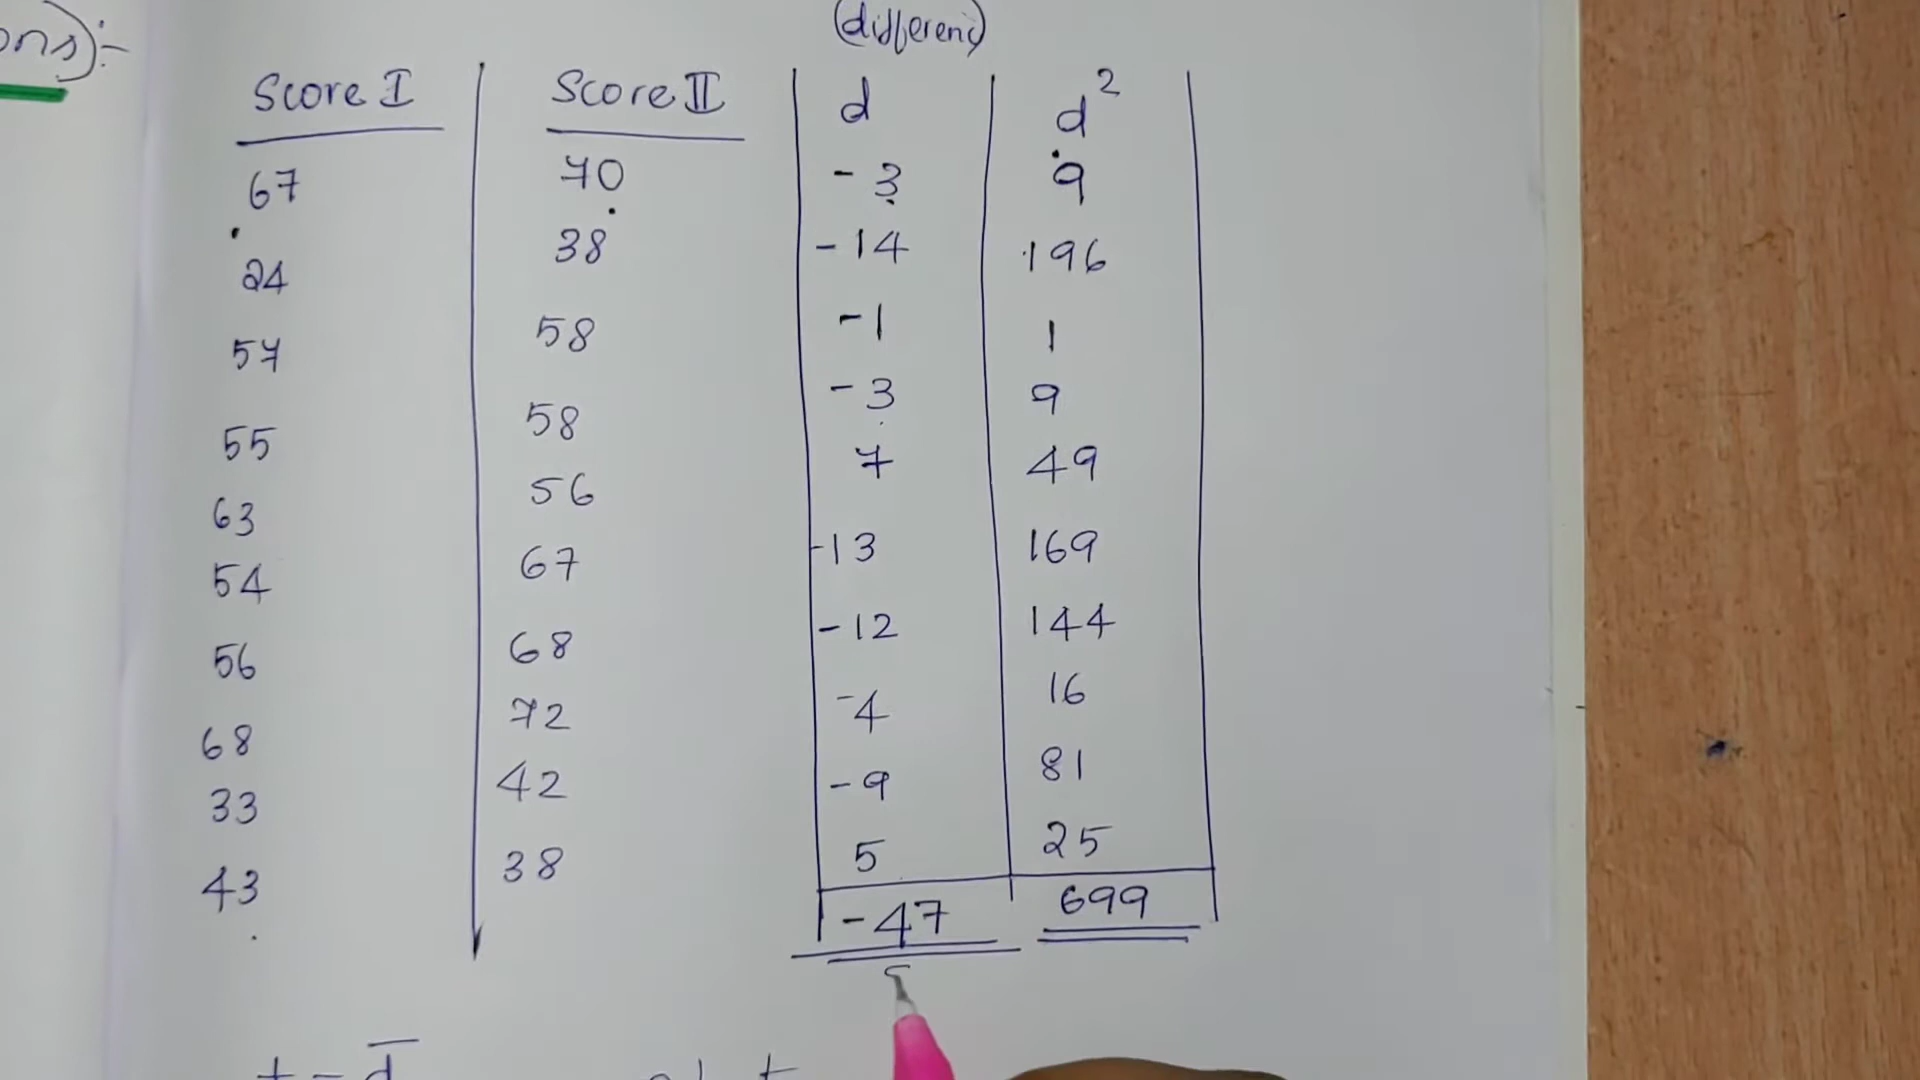 ons):-
(differenc)
Score I Score II d d²
67 70 -3 9
24 38 -14 196
57 58 -1 1
55 58 -3 9
63 56 7 49
54 67 -13 169
56 68 -12 144
68 72 -4 16
33 42 -9 81
43 38 5 25
-47 699
t = d̅